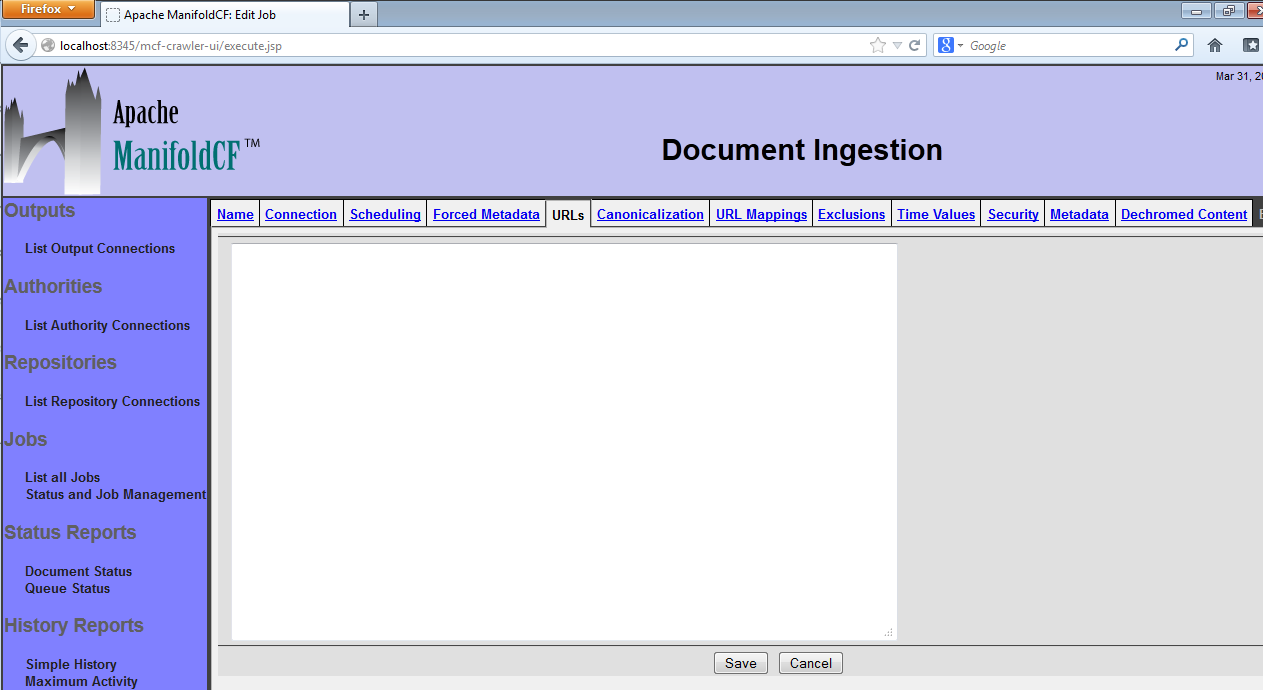 Firefox
Apache ManifoldCF: Edit Job
localhost:8345/mcf-crawler-ui/execute.jsp
8
Google
Mar 31, 20
Apache
ManifoldCF™
Document Ingestion
Outputs
List Output Connections
Authorities
List Authority Connections
Repositories
List Repository Connections
Jobs
List all Jobs
Status and Job Management
Status Reports
Document Status
Queue Status
History Reports
Simple History
Maximum Activity
Name Connection Scheduling Forced Metadata URLs Canonicalization URL Mappings Exclusions Time Values Security Metadata Dechromed Content
Save Cancel